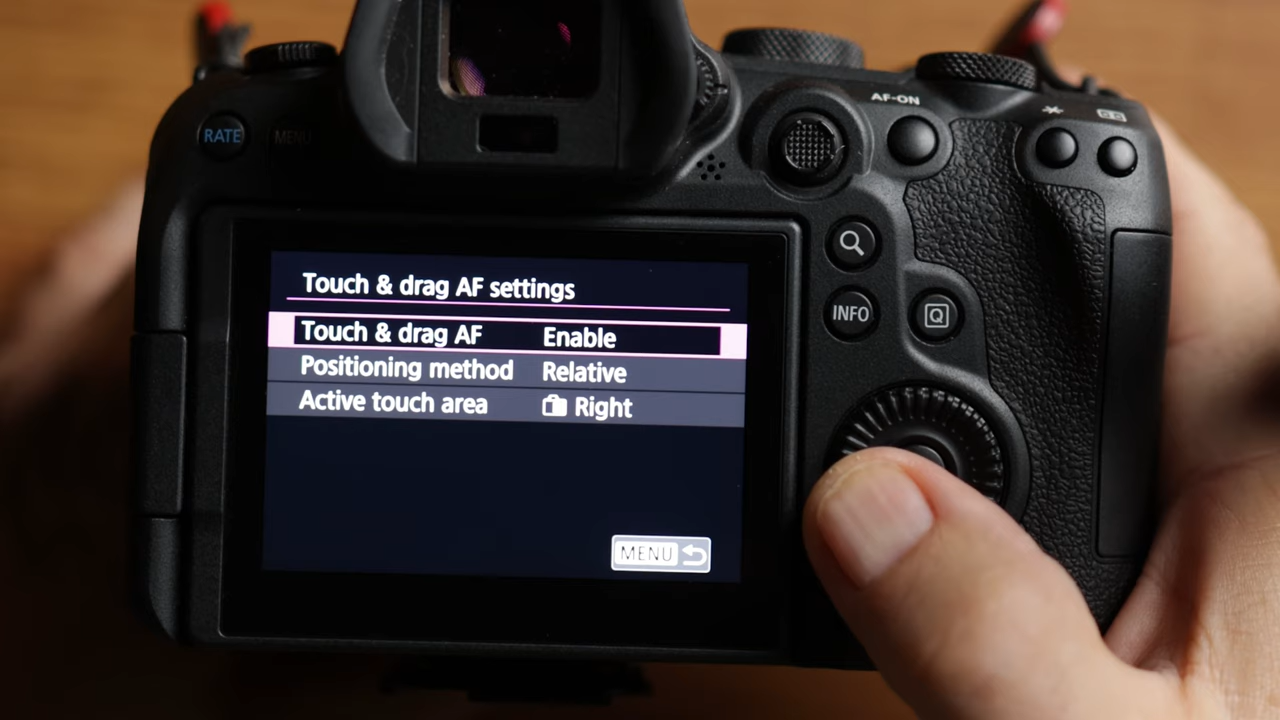 AF-ON
RATE
MENU
INFO
Q
Touch & drag AF settings
Touch & drag AF Enable
Positioning method Relative
Active touch area Right
MENU